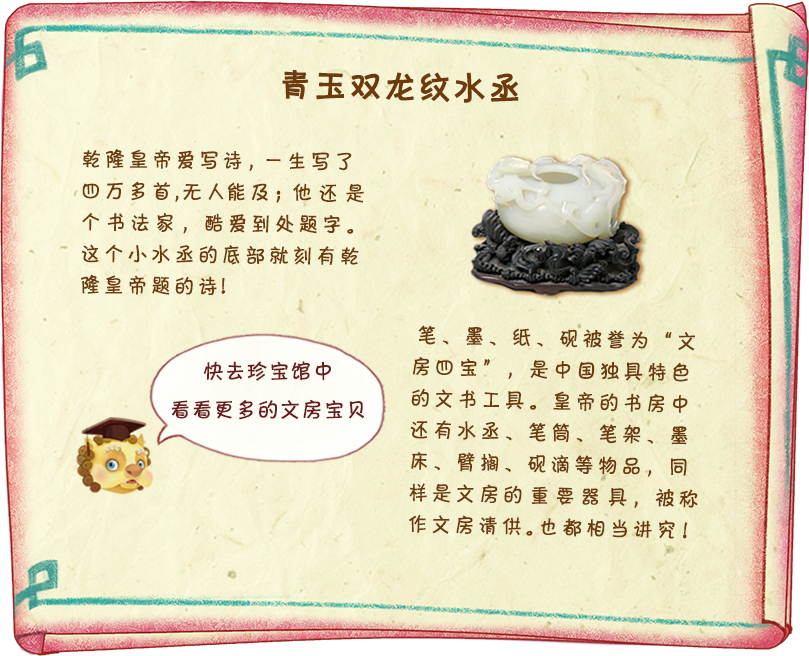 青玉双龙纹水丞
乾隆皇帝爱写诗，一生写了
四万多首,无人能及；他还是
个书法家，酷爱到处题字。
这个小水丞的底部就刻有乾
隆皇帝题的诗！
快去珍宝馆中
看看更多的文房宝贝
笔、墨、纸、砚被誉为“文
房四宝”，是中国独具特色
的文书工具。皇帝的书房中
还有水丞、笔筒、笔架、墨
床、臂搁、砚滴等物品，同
样是文房的重要器具，被称
作文房清供。也都相当讲究！